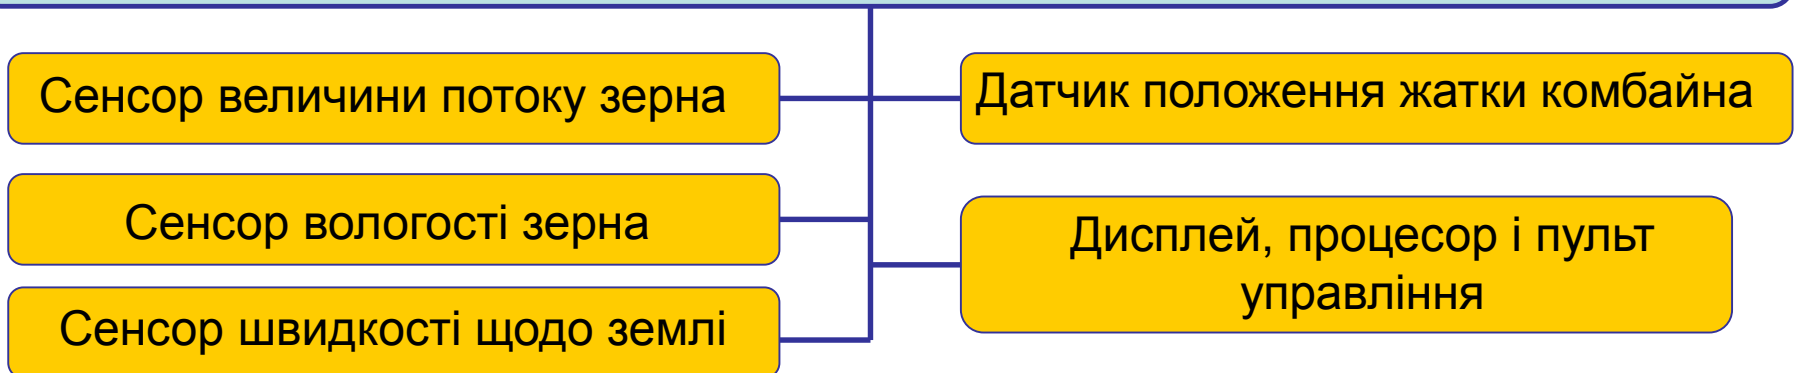 Сенсор величини потоку зерна
Датчик положення жатки комбайна
Сенсор вологості зерна
Дисплей, процесор і пульт
управління
Сенсор швидкості щодо землі